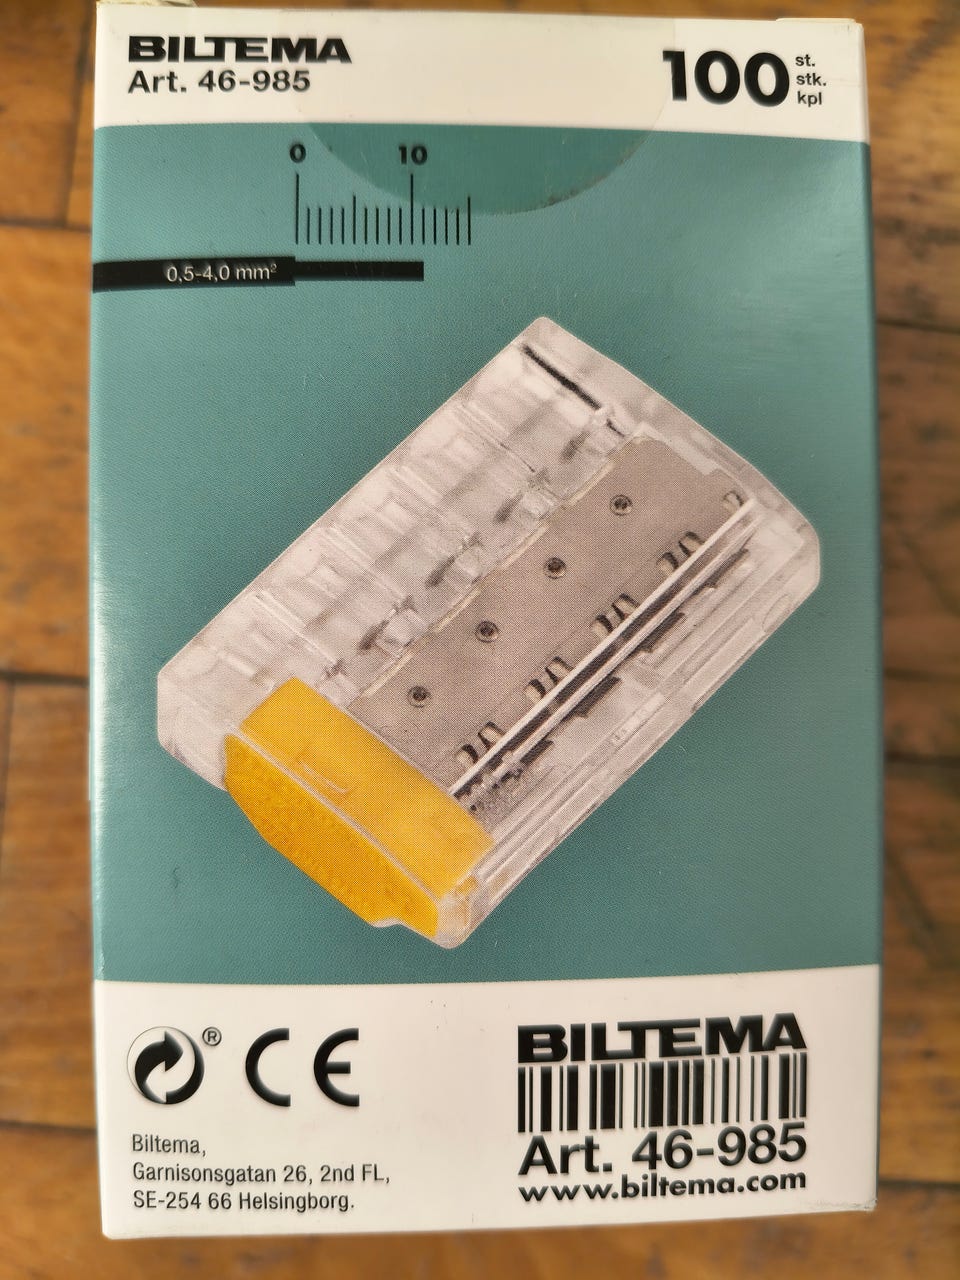 BILTEMA
Art. 46-985
100 st. stk. kpl
0 10
0,5-4,0 mm²
® CE
Biltema,
Garnisonsgatan 26, 2nd FL,
SE-254 66 Helsingborg.
BILTEMA
Art. 46-985
www.biltema.com